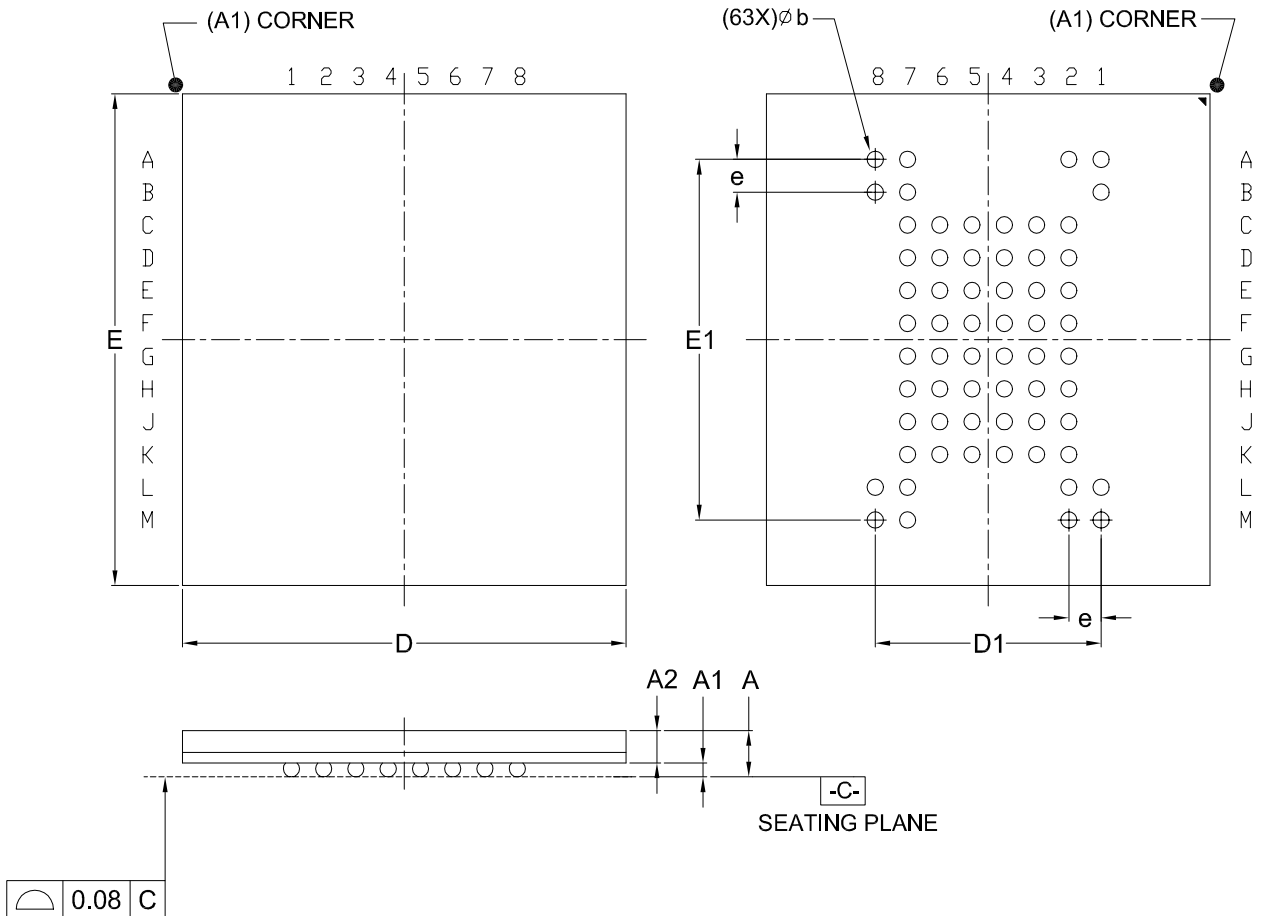 (A1) CORNER
(63X)Ø b
(A1) CORNER
1 2 3 4 5 6 7 8
8 7 6 5 4 3 2 1
A
B
C
D
E
F
G
H
J
K
L
M
E
D
e
E1
A
B
C
D
E
F
G
H
J
K
L
M
e
D1
A2 A1 A
-C-
SEATING PLANE
0.08 C